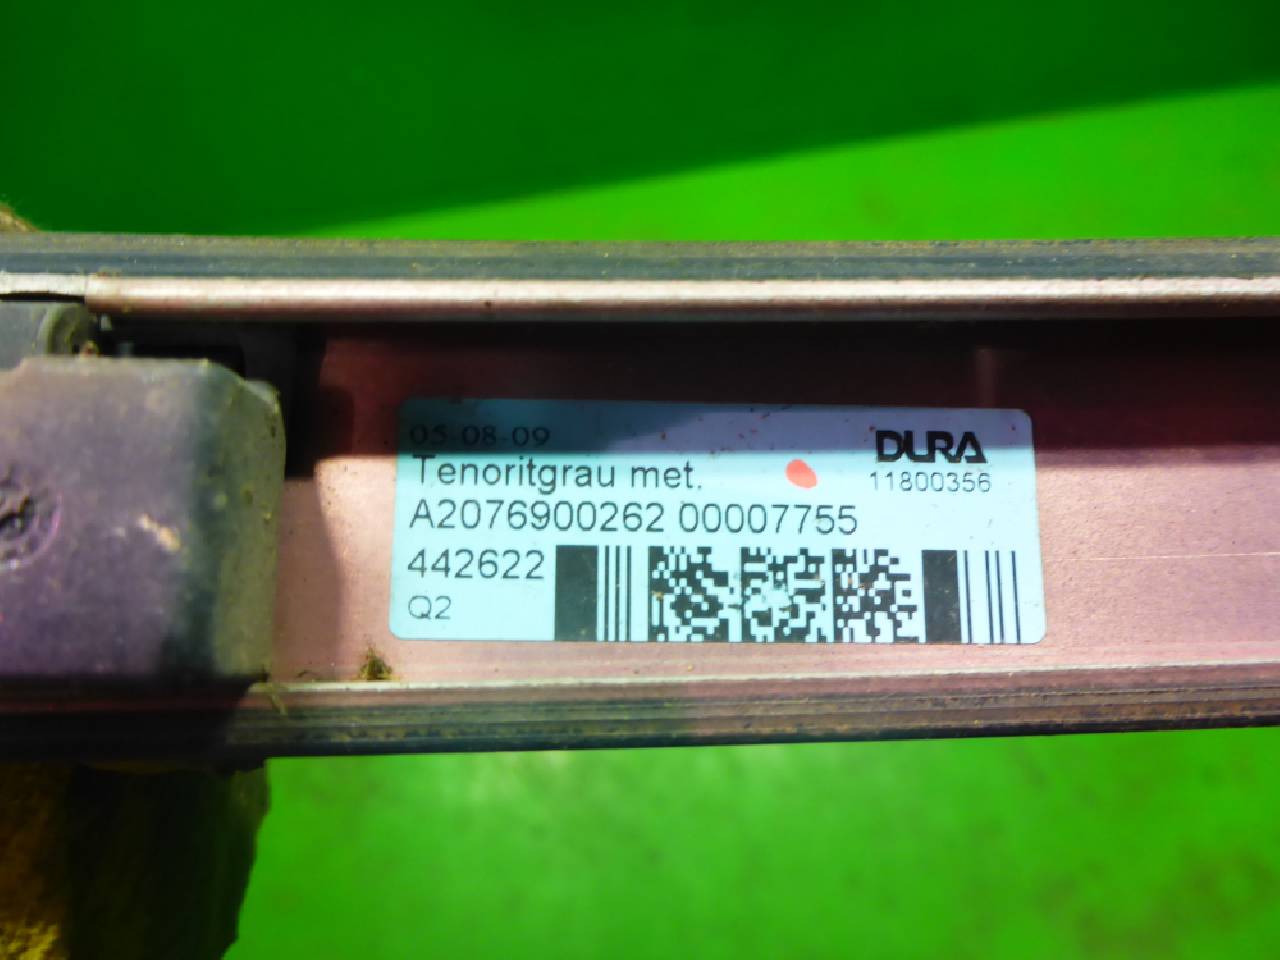 05-08-09
DURA
Tenoritgrau met.
11800356
A2076900262 00007755
442622
Q2